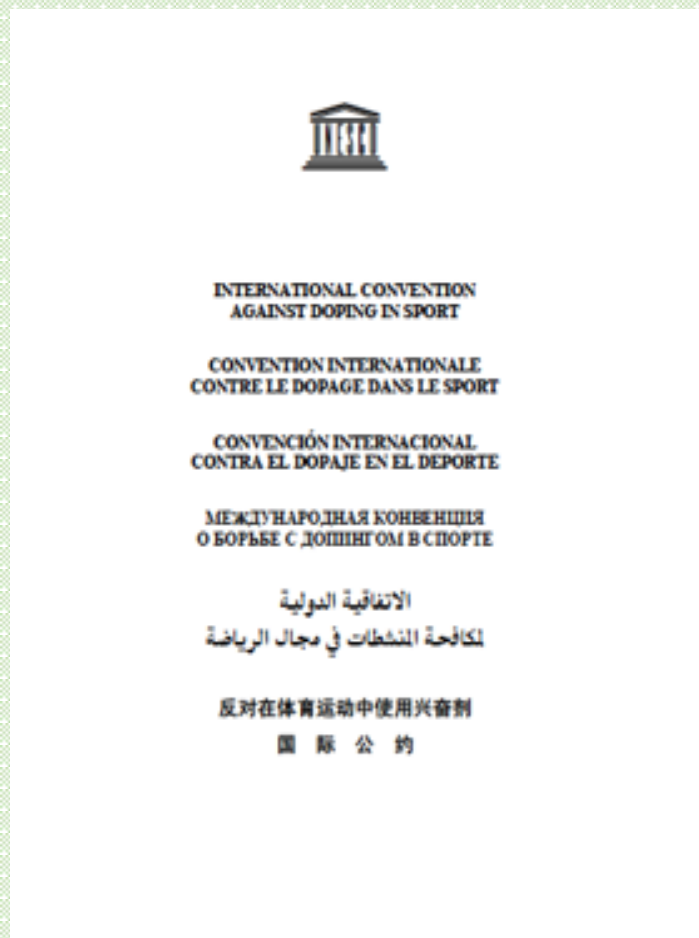 UNESCO
INTERNATIONAL CONVENTION
AGAINST DOPING IN SPORT
CONVENTION INTERNATIONALE
CONTRE LE DOPAGE DANS LE SPORT
CONVENCIÓN INTERNACIONAL
CONTRA EL DOPAJE EN EL DEPORTE
МЕЖДУНАРОДНАЯ КОНВЕНЦИЯ
О БОРЬБЕ С ДОПИНГОМ В СПОРТЕ
الاتفاقية الدولية
لمكافحة المنشطات في مجال الرياضة
反对在体育运动中使用兴奋剂
国 际 公 约